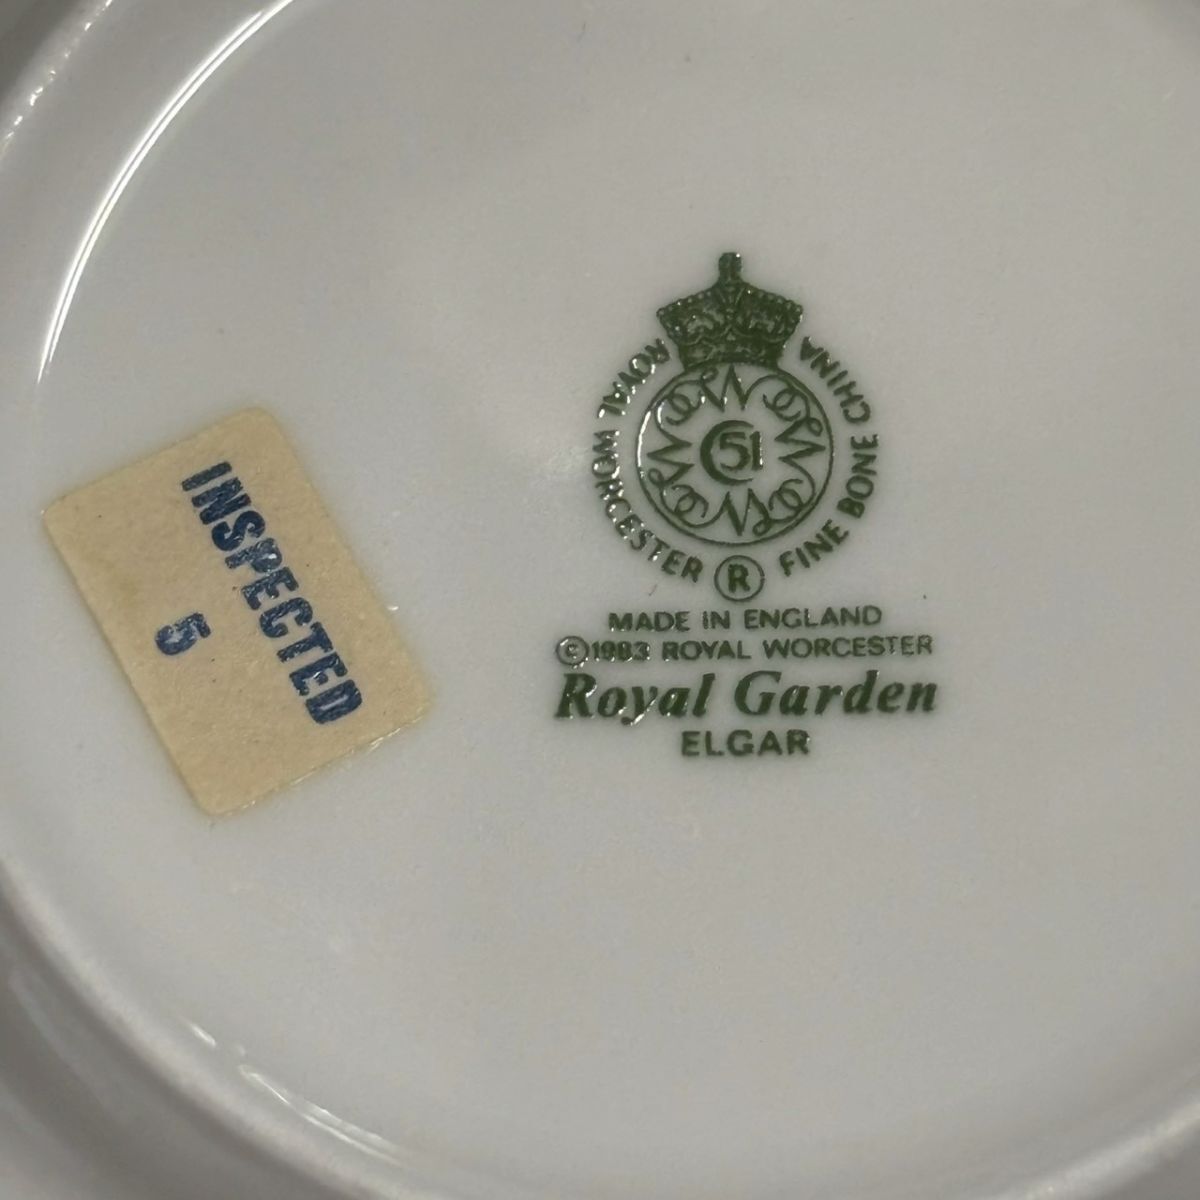 ROYAL WORCESTER ® FINE BONE CHINA
51
MADE IN ENGLAND
©1983 ROYAL WORCESTER
Royal Garden
ELGAR
INSPECTED
5